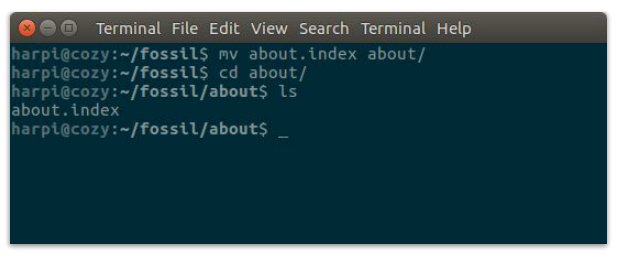 Terminal File Edit View Search Terminal Help
harpi@cozy:~/fossil$ mv about.index about/
harpi@cozy:~/fossil$ cd about/
harpi@cozy:~/fossil/about$ ls
about.index
harpi@cozy:~/fossil/about$ _